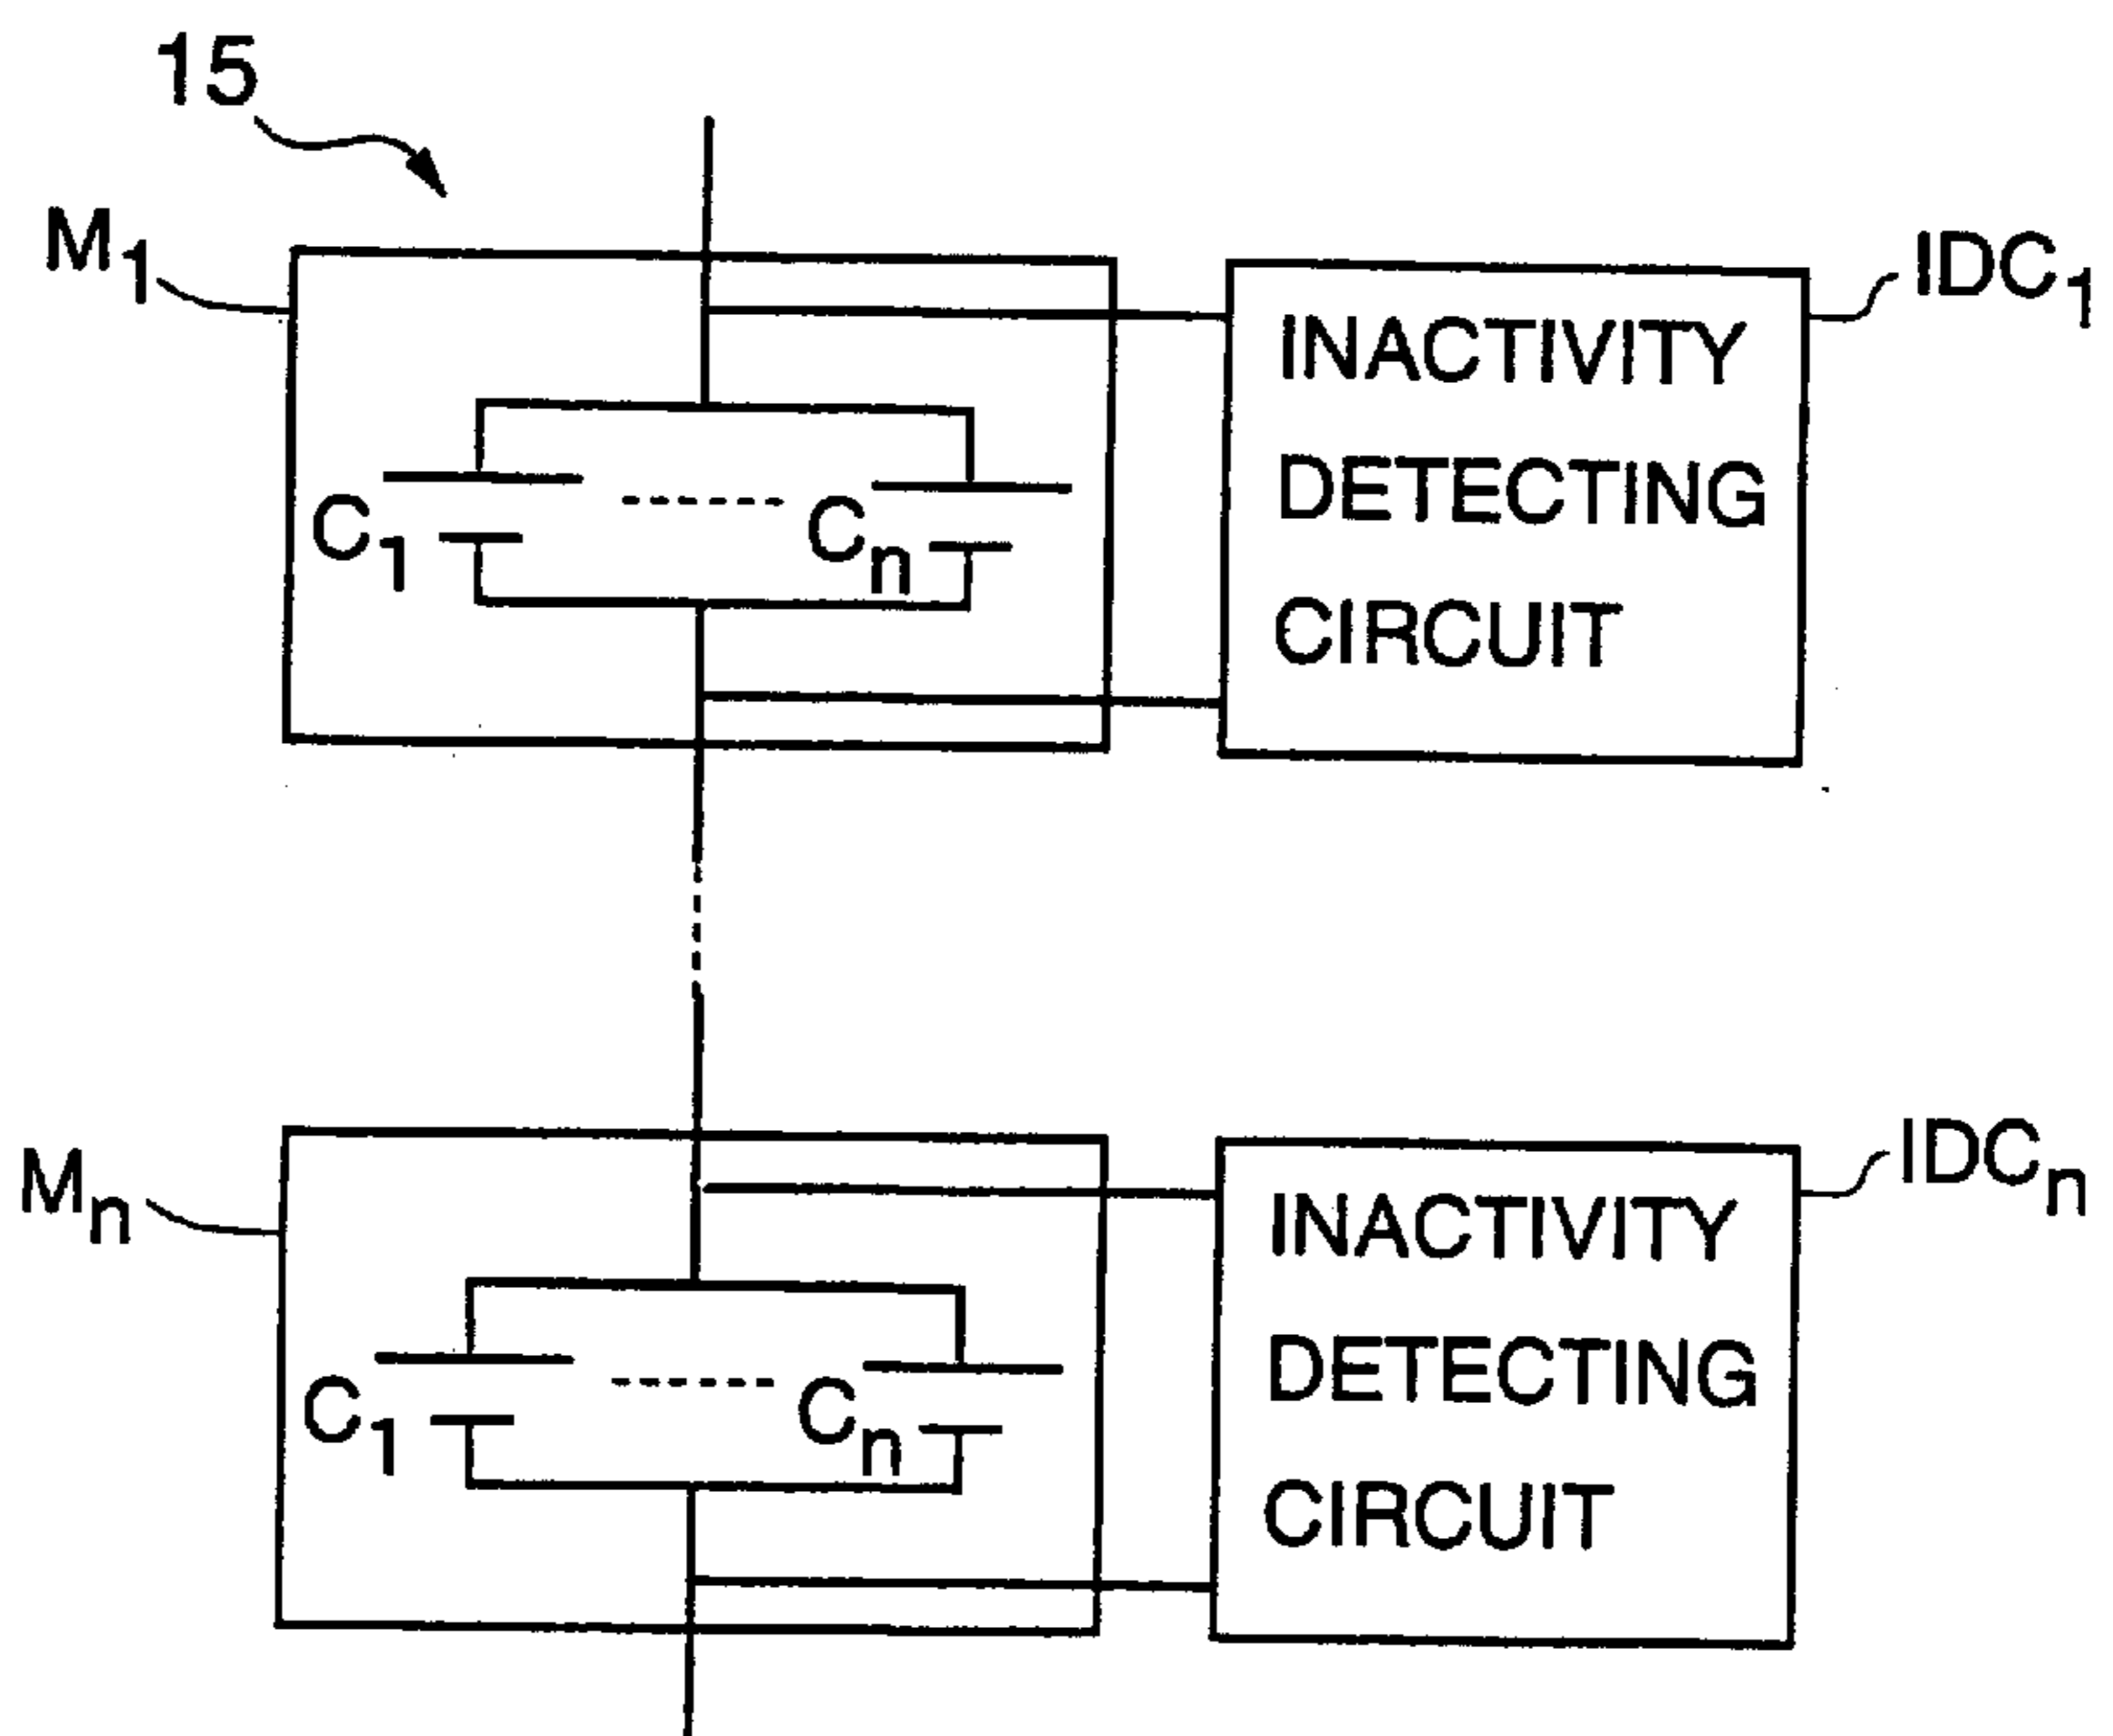 15
M1
IDC1
INACTIVITY
DETECTING
CIRCUIT
C1
Cn
Mn
IDCn
INACTIVITY
DETECTING
CIRCUIT
C1
Cn